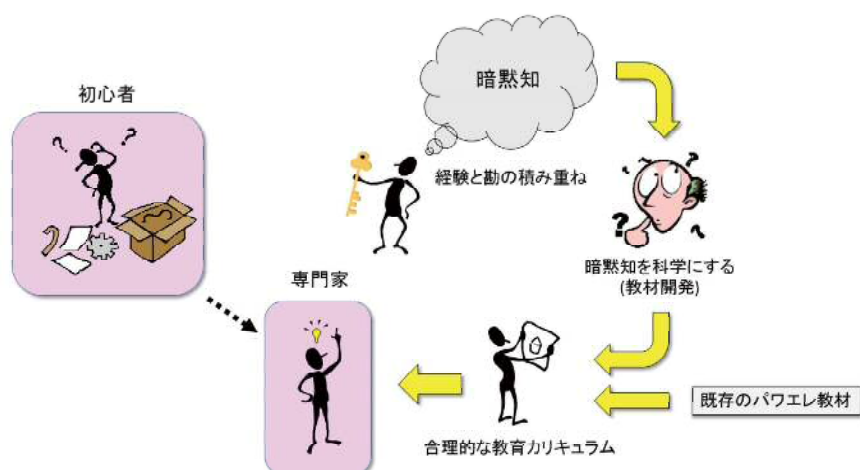 暗黙知
初心者
経験と勘の積み重ね
暗黙知を科学にする
(教材開発)
専門家
既存のパワエレ教材
合理的な教育カリキュラム